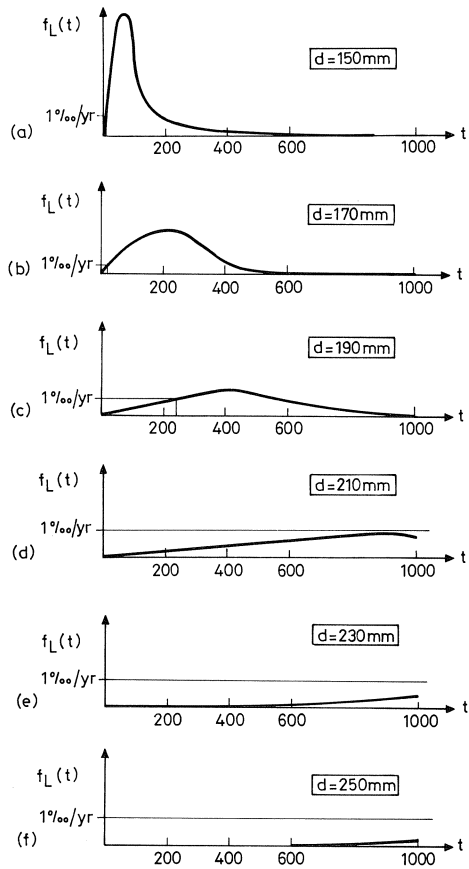 f_L(t)
d=150mm
1‰/yr
(a)
200 400 600 1000 t
f_L(t)
d=170mm
1‰/yr
(b)
200 400 600 1000 t
f_L(t)
d=190mm
1‰/yr
(c)
200 400 600 1000 t
f_L(t)
d=210mm
1‰/yr
(d)
200 400 600 1000 t
f_L(t)
d=230mm
1‰/yr
(e)
200 400 600 1000 t
f_L(t)
d=250mm
1‰/yr
(f)
200 400 600 1000 t